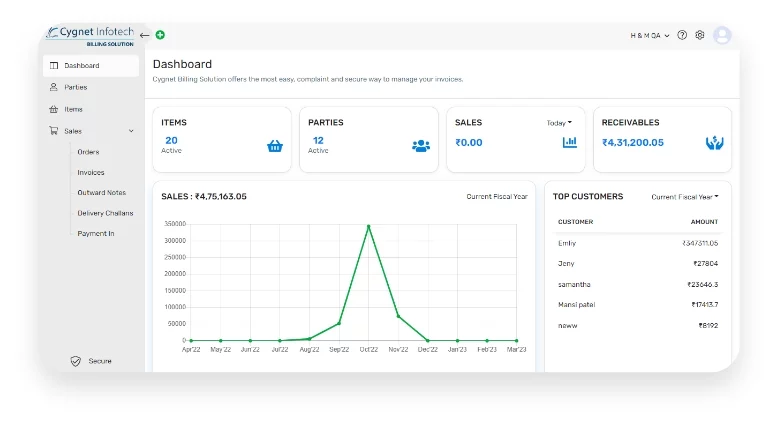 Cygnet Infotech
BILLING SOLUTION
H & M QA
Dashboard
Parties
Items
Sales
Orders
Invoices
Outward Notes
Delivery Challans
Payment In
Secure
Dashboard
Cygnet Billing Solution offers the most easy, complaint and secure way to manage your invoices.
ITEMS
20
Active
PARTIES
12
Active
SALES
Today
₹0.00
RECEIVABLES
₹4,31,200.05
SALES : ₹4,75,163.05
Current Fiscal Year
350000
300000
250000
200000
150000
100000
50000
0
Apr'22 May'22 Jun'22 Jul'22 Aug'22 Sep'22 Oct'22 Nov'22 Dec'22 Jan'23 Feb'23 Mar'23
TOP CUSTOMERS
Current Fiscal Year
CUSTOMER AMOUNT
Emliy ₹347311.05
Jeny ₹27804
samantha ₹23646.3
Mansi patel ₹17413.7
neww ₹8192